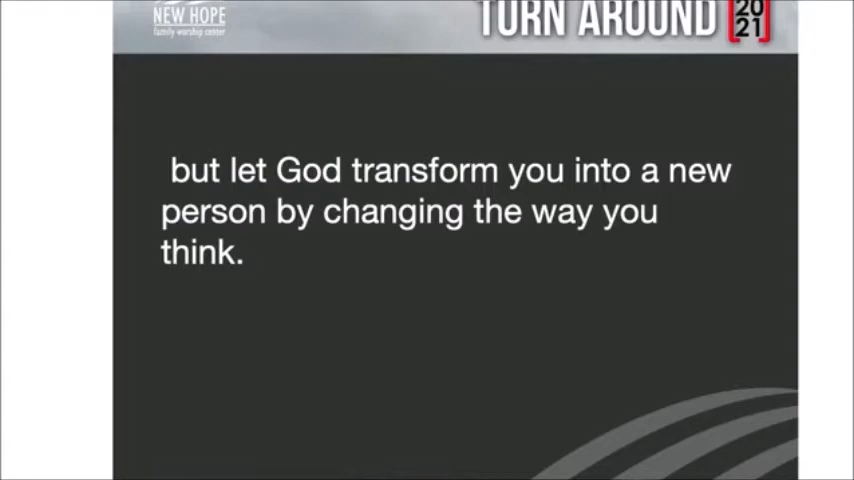 NEW HOPE
family worship center
TURN AROUND
20
21
but let God transform you into a new
person by changing the way you
think.